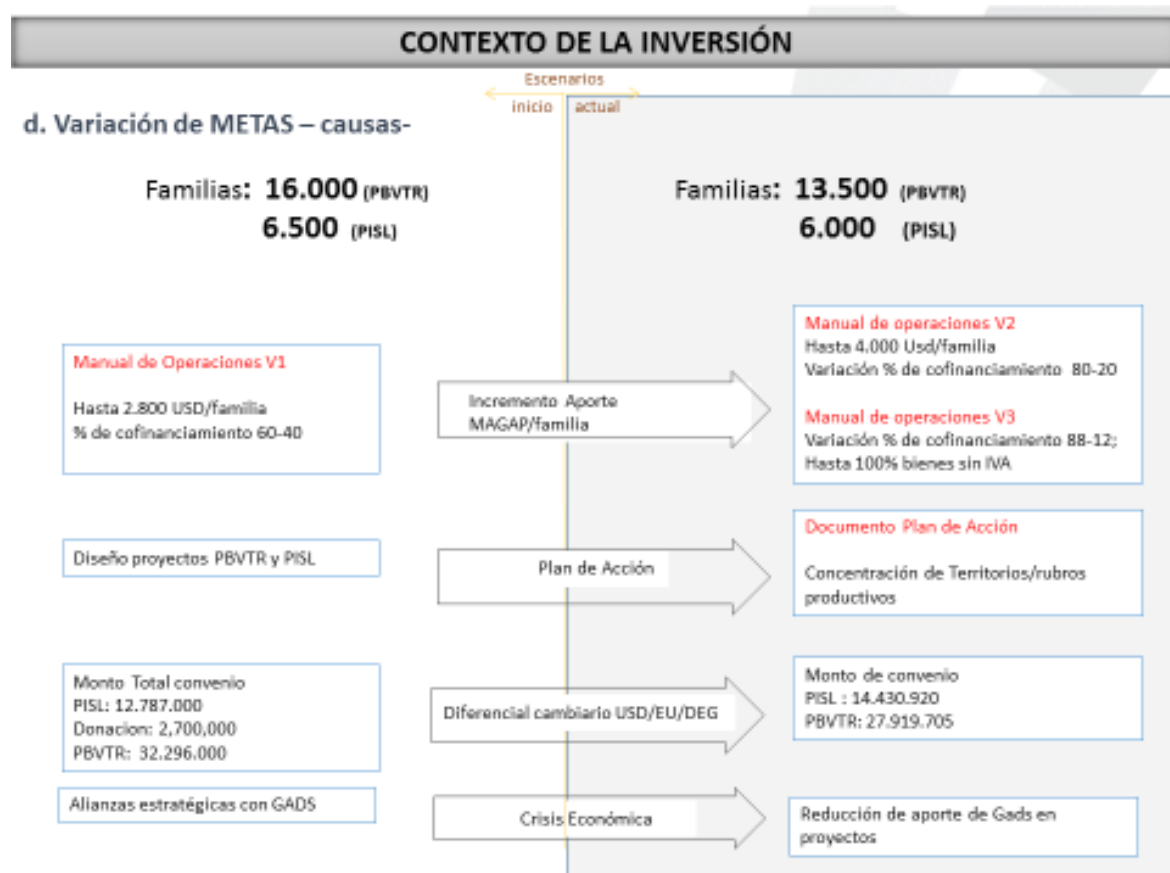 CONTEXTO DE LA INVERSIÓN
Escenarios
inicio
actual
d. Variación de METAS – causas-
Familias: 16.000 (PBVTR)
6.500 (PISL)
Familias: 13.500 (PBVTR)
6.000 (PISL)
Manual de Operaciones V1
Hasta 2.800 USD/familia
% de cofinanciamiento 60-40
Incremento Aporte
MAGAP/familia
Manual de operaciones V2
Hasta 4.000 Usd/familia
Variación % de cofinanciamiento 80-20
Manual de operaciones V3
Variación % de cofinanciamiento 88-12;
Hasta 100% bienes sin IVA
Diseño proyectos PBVTR y PISL
Plan de Acción
Documento Plan de Acción
Concentración de Territorios/rubros
productivos
Monto Total convenio
PISL: 12.787.000
Donacion: 2,700,000
PBVTR: 32.296.000
Diferencial cambiario USD/EU/DEG
Monto de convenio
PISL : 14.430.920
PBVTR: 27.919.705
Alianzas estratégicas con GADS
Crisis Económica
Reducción de aporte de Gads en
proyectos